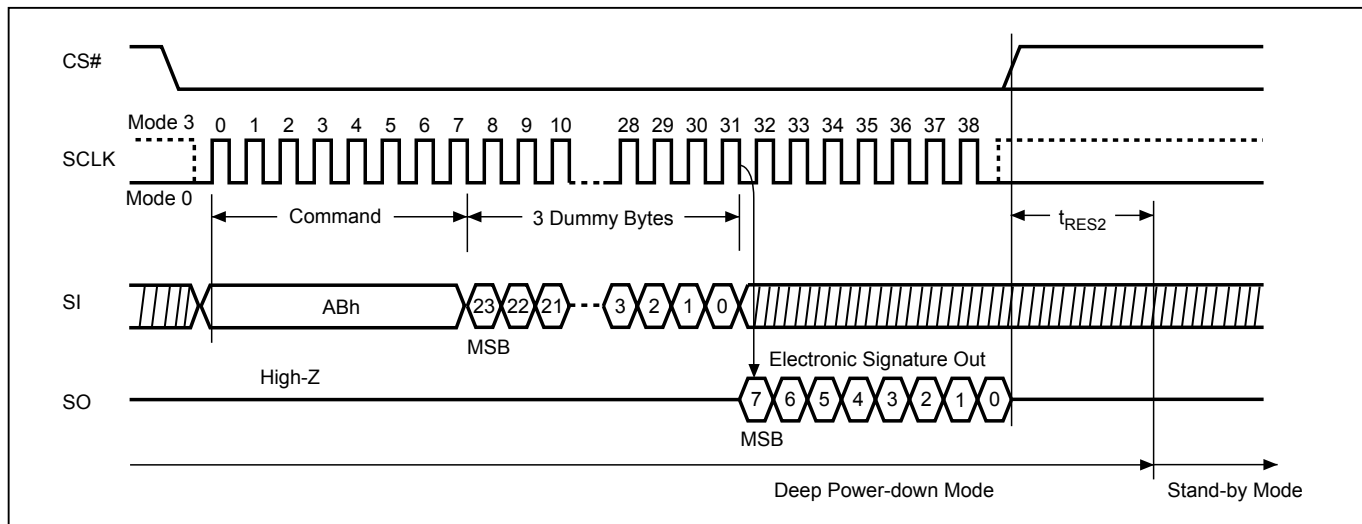 CS#
Mode 3
0 1 2 3 4 5 6 7 8 9 10 28 29 30 31 32 33 34 35 36 37 38
SCLK
Mode 0
Command
3 Dummy Bytes
tRES2
SI
ABh
23 22 21 3 2 1 0
MSB
Electronic Signature Out
High-Z
SO
7 6 5 4 3 2 1 0
MSB
Deep Power-down Mode
Stand-by Mode